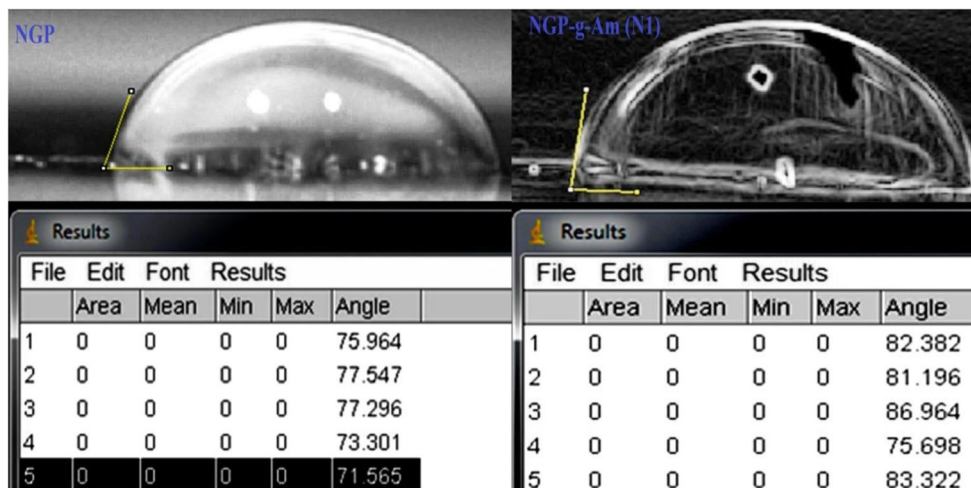 NGP
Results
File Edit Font Results
Area Mean Min Max Angle
1 0 0 0 0 75.964
2 0 0 0 0 77.547
3 0 0 0 0 77.296
4 0 0 0 0 73.301
5 0 0 0 0 71.565
NGP-g-Am (N1)
Results
File Edit Font Results
Area Mean Min Max Angle
1 0 0 0 0 82.382
2 0 0 0 0 81.196
3 0 0 0 0 86.964
4 0 0 0 0 75.698
5 0 0 0 0 83.322